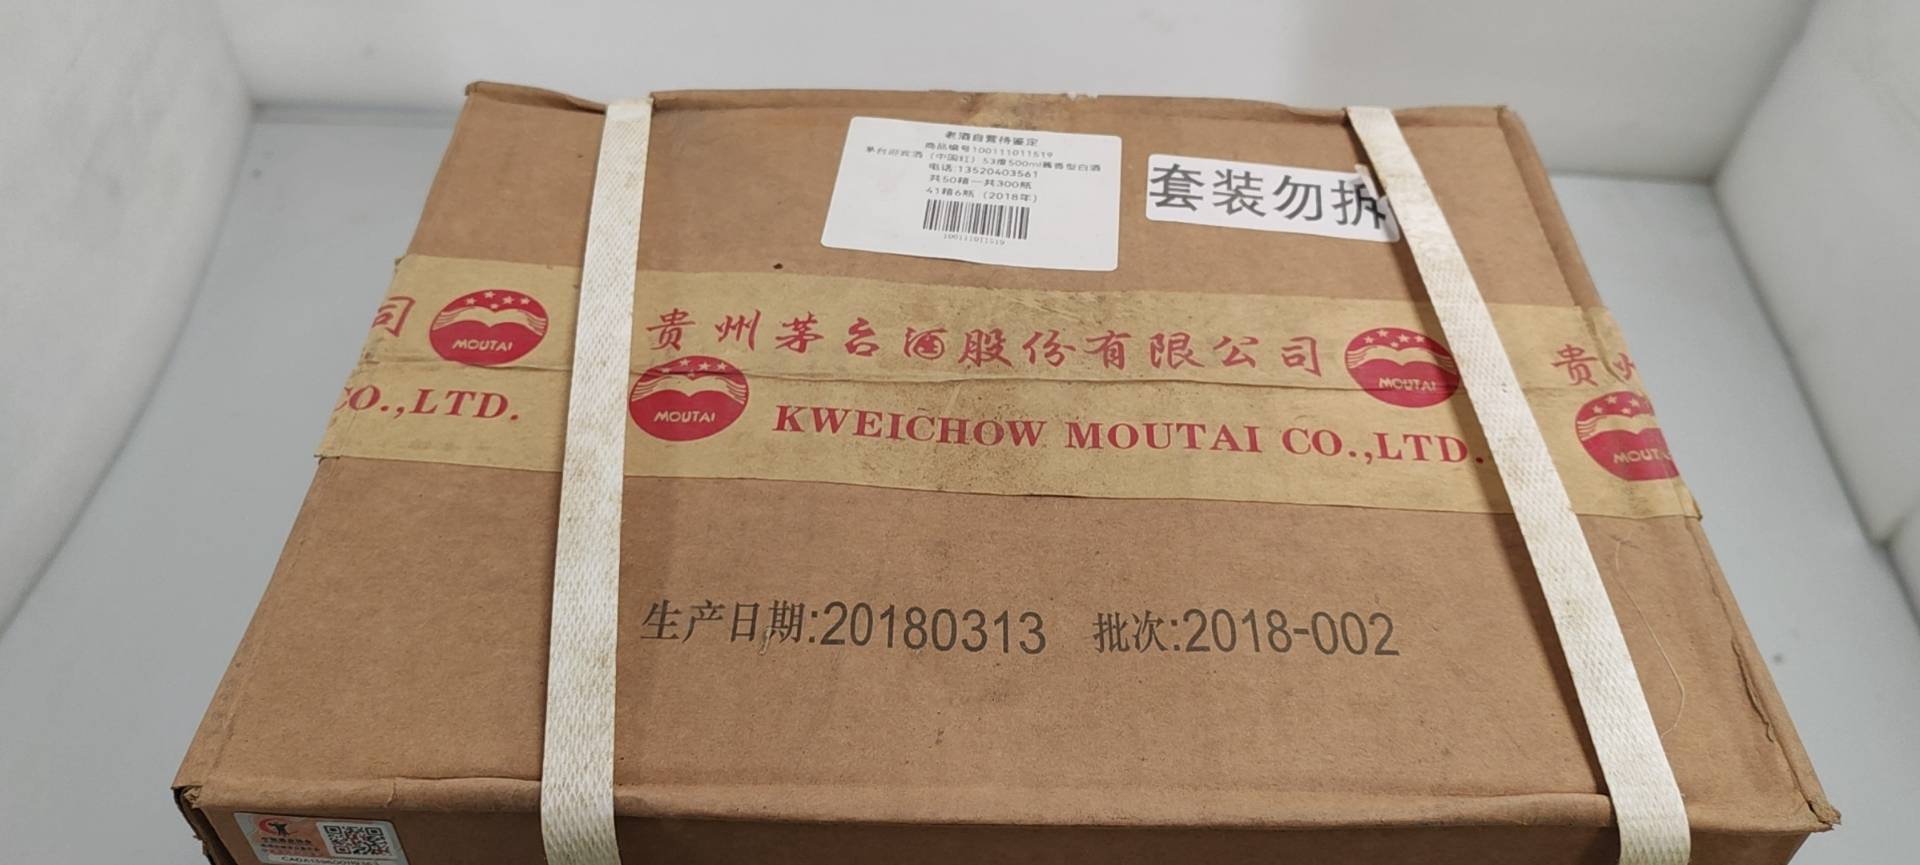 老酒自营待鉴定
商品编号100111011519
茅台迎宾酒（中国红）53度500ml酱香型白酒
电话:13520403561
共50箱一共300瓶
41箱6瓶（2018年）
100111011519
套装勿拆
司 MOUTAI 贵州茅台酒股份有限公司 MOUTAI 贵州
CO.,LTD. MOUTAI KWEICHOW MOUTAI CO.,LTD. MOUTAI
生产日期:20180313 批次:2018-002